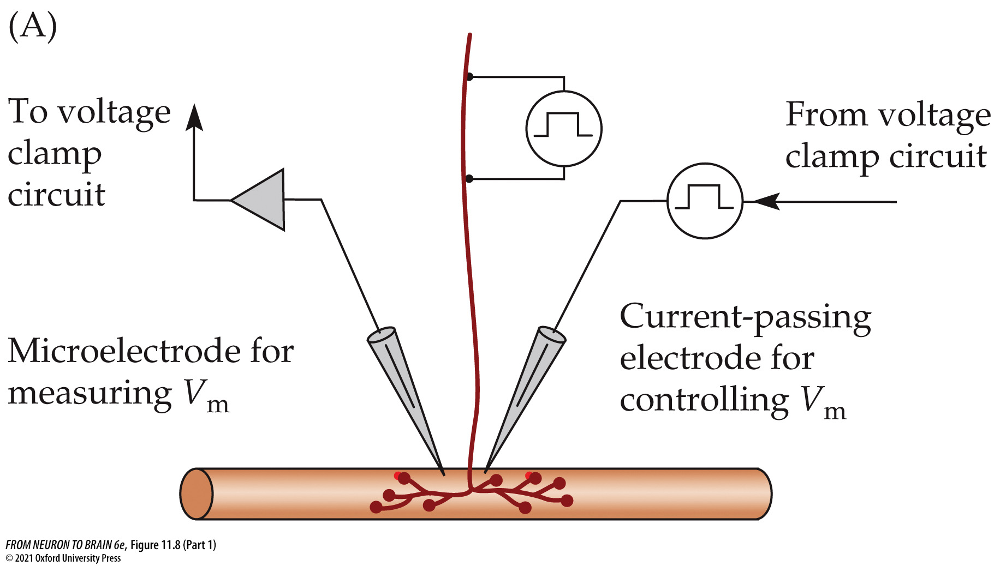 (A)
To voltage
clamp
circuit
From voltage
clamp circuit
Microelectrode for
measuring Vm
Current-passing
electrode for
controlling Vm
FROM NEURON TO BRAIN 6e, Figure 11.8 (Part 1)
© 2021 Oxford University Press